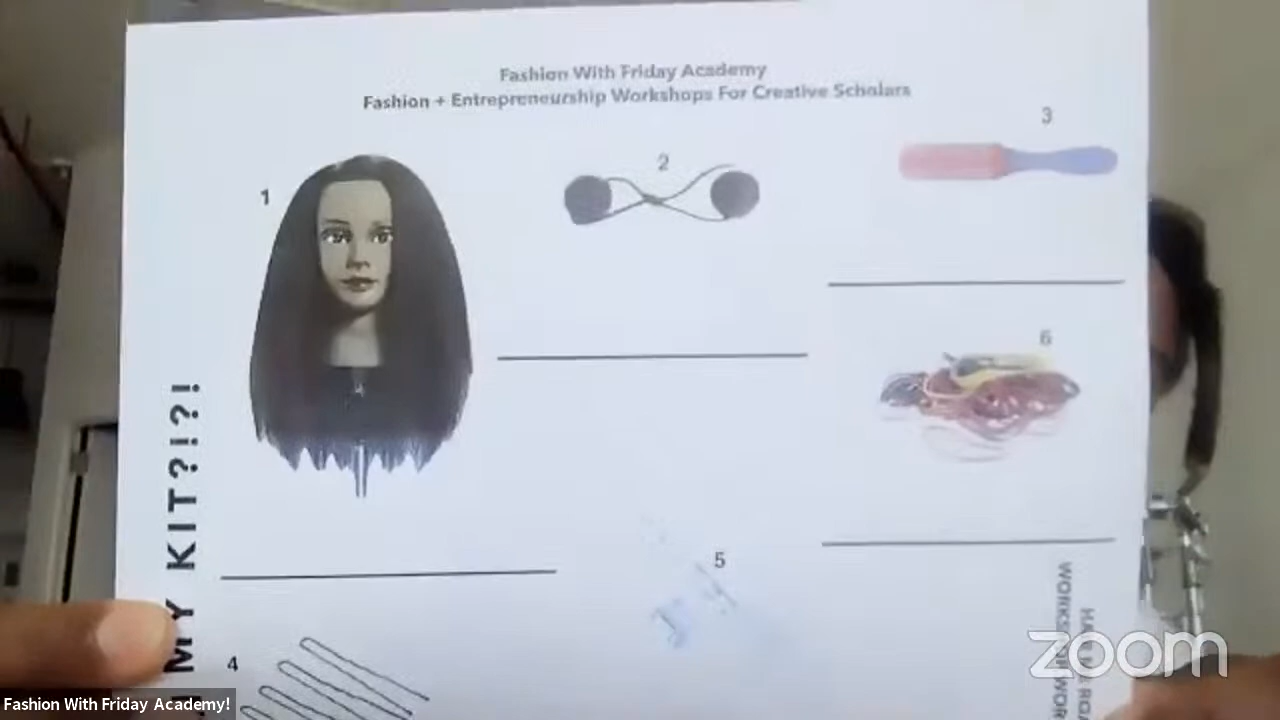 Fashion With Friday Academy
Fashion + Entrepreneurship Workshops For Creative Scholars
1
2
3
6
5
4
MY KIT?!?!
zoom
Fashion With Friday Academy!